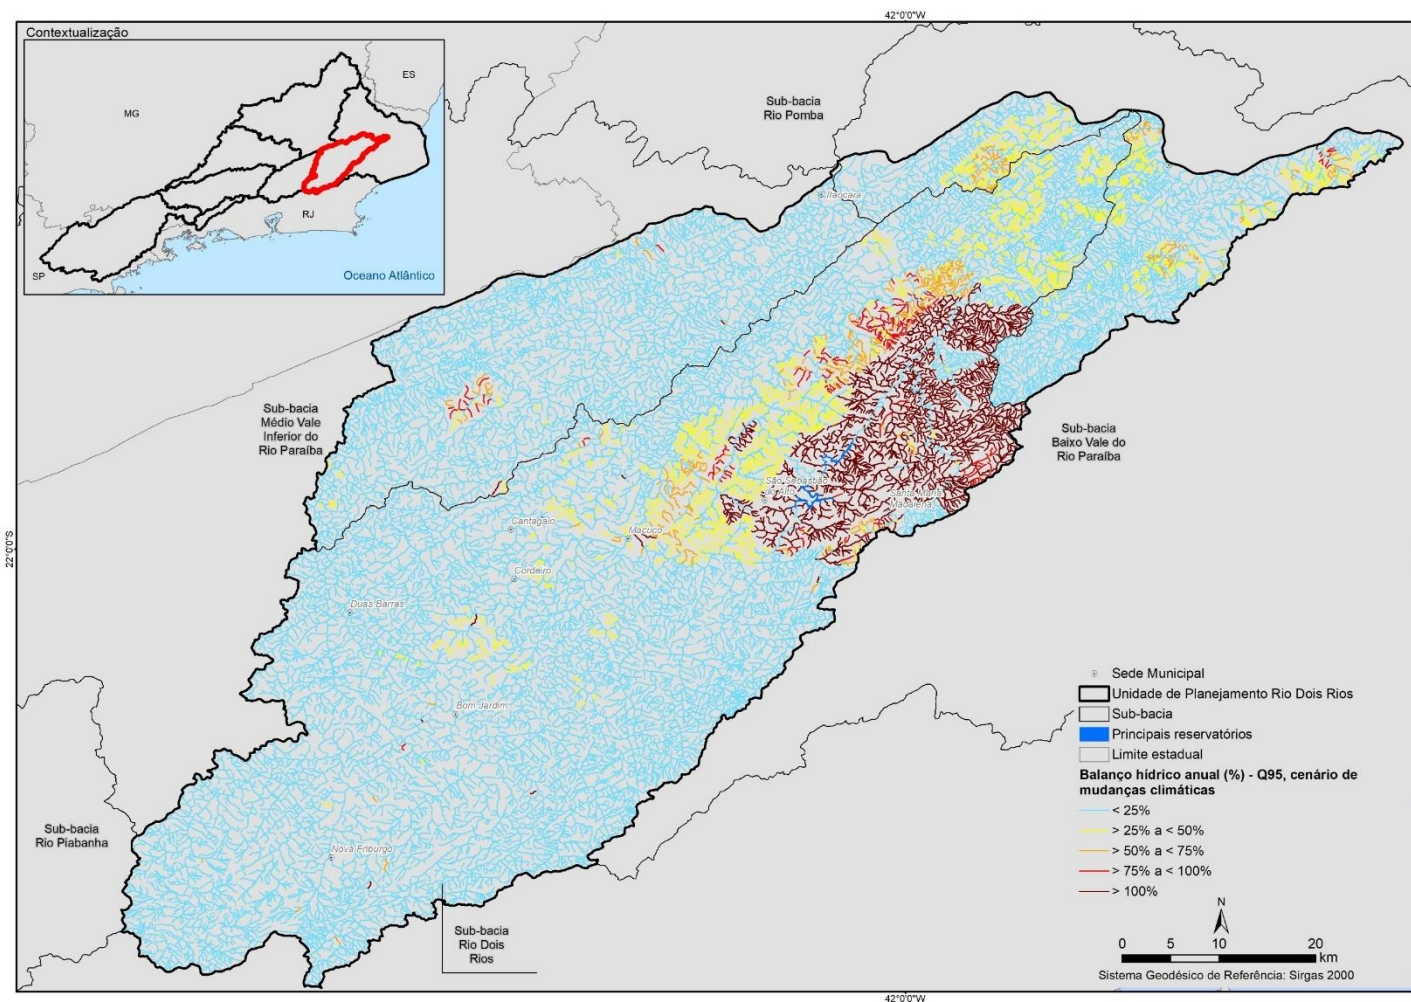 42°0'0"W
Contextualização
ES
MG
RJ
SP
Oceano Atlântico
Sub-bacia
Rio Pomba
Itaocara
Sub-bacia
Médio Vale
Inferior do
Rio Paraíba
Sub-bacia
Baixo Vale do
Rio Paraíba
São Sebastião
do Alto
Santa Maria
Madalena
Cantagalo
Macuco
22°0'0"S
Cordeiro
Duas Barras
Bom Jardim
Nova Friburgo
Sub-bacia
Rio Piabanha
Sub-bacia
Rio Dois
Rios
Sede Municipal
Unidade de Planejamento Rio Dois Rios
Sub-bacia
Principais reservatórios
Limite estadual
Balanço hídrico anual (%) - Q95, cenário de
mudanças climáticas
< 25%
> 25% a < 50%
> 50% a < 75%
> 75% a < 100%
> 100%
N
0 5 10 20
km
Sistema Geodésico de Referência: Sirgas 2000
42°0'0"W